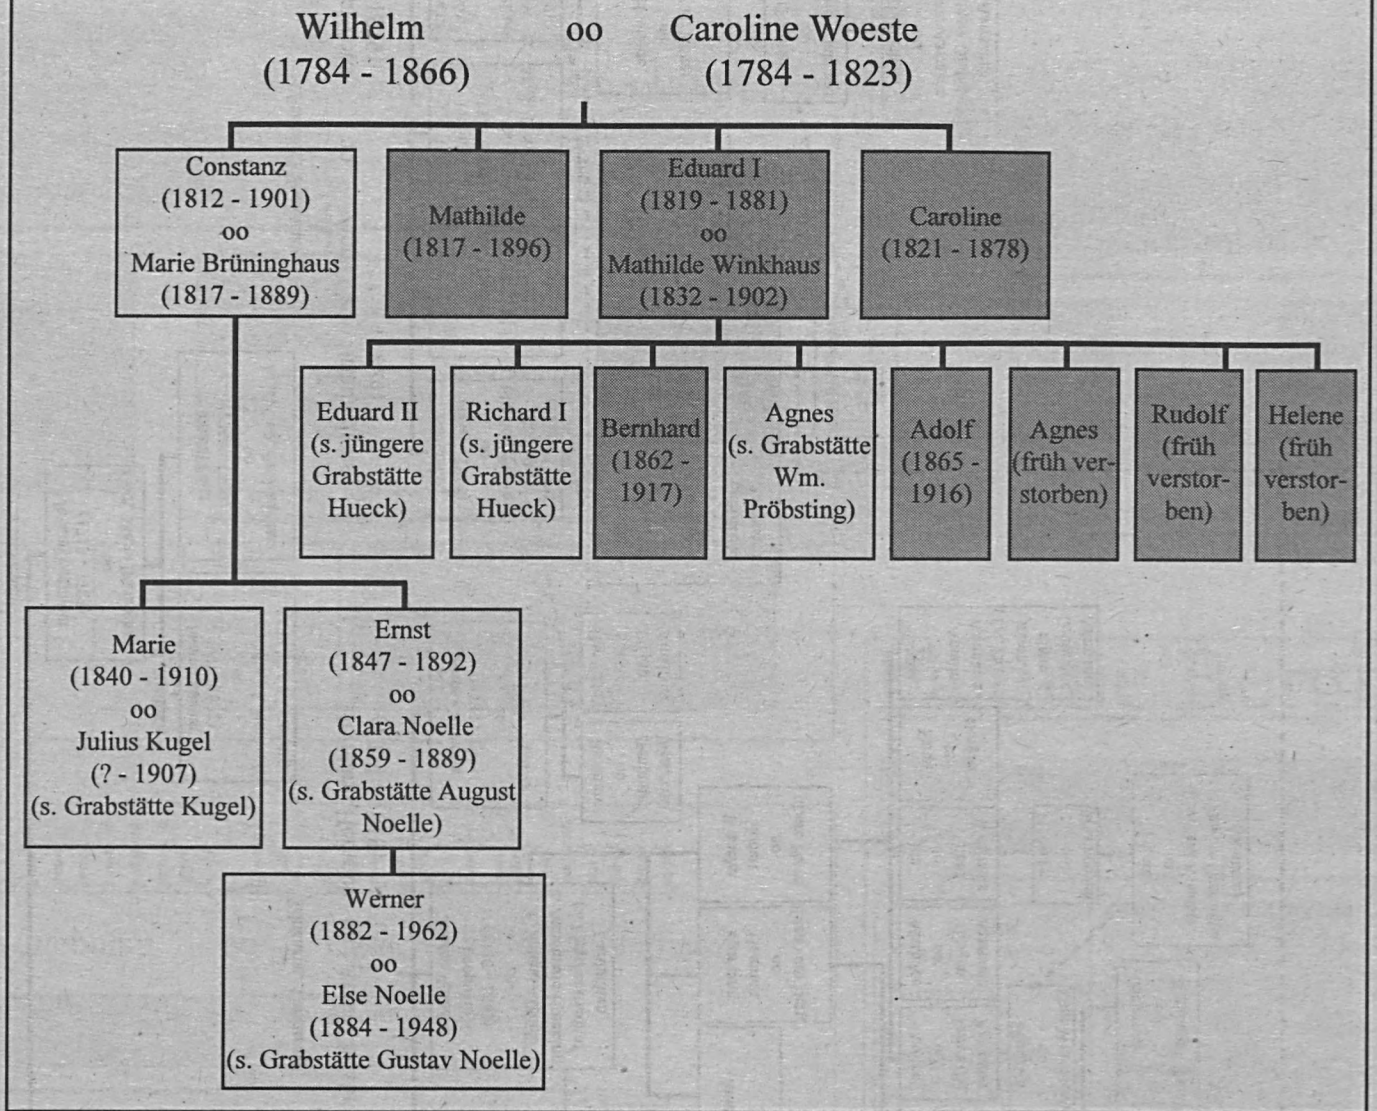 Wilhelm oo Caroline Woeste
(1784 - 1866) (1784 - 1823)
Constanz
(1812 - 1901)
oo
Marie Brüninghaus
(1817 - 1889)
Mathilde
(1817 - 1896)
Eduard I
(1819 - 1881)
oo
Mathilde Winkhaus
(1832 - 1902)
Caroline
(1821 - 1878)
Eduard II
(s. jüngere
Grabstätte
Hueck)
Richard I
(s. jüngere
Grabstätte
Hueck)
Bernhard
(1862 -
1917)
Agnes
(s. Grabstätte
Wm.
Pröbsting)
Adolf
(1865 -
1916)
Agnes
(früh ver-
storben)
Rudolf
(früh
verstor-
ben)
Helene
(früh
verstor-
ben)
Marie
(1840 - 1910)
oo
Julius Kugel
(? - 1907)
(s. Grabstätte Kugel)
Ernst
(1847 - 1892)
oo
Clara Noelle
(1859 - 1889)
(s. Grabstätte August
Noelle)
Werner
(1882 - 1962)
oo
Else Noelle
(1884 - 1948)
(s. Grabstätte Gustav Noelle)